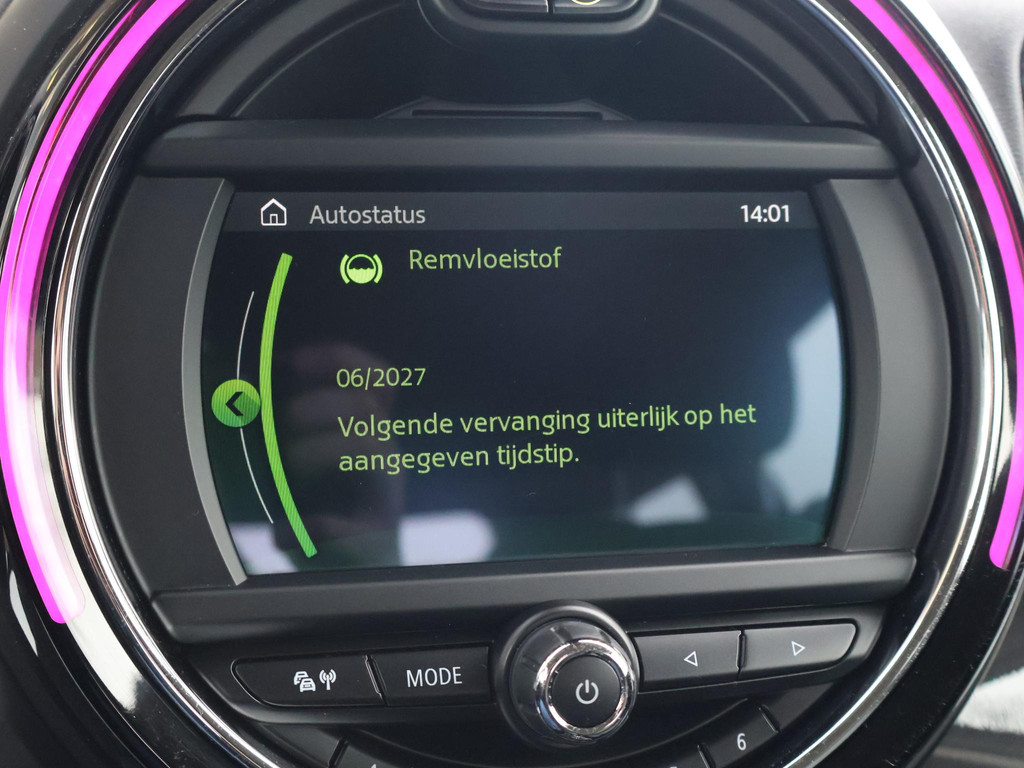 Autostatus 14:01
Remvloeistof
06/2027
Volgende vervanging uiterlijk op het
aangegeven tijdstip.
MODE
6